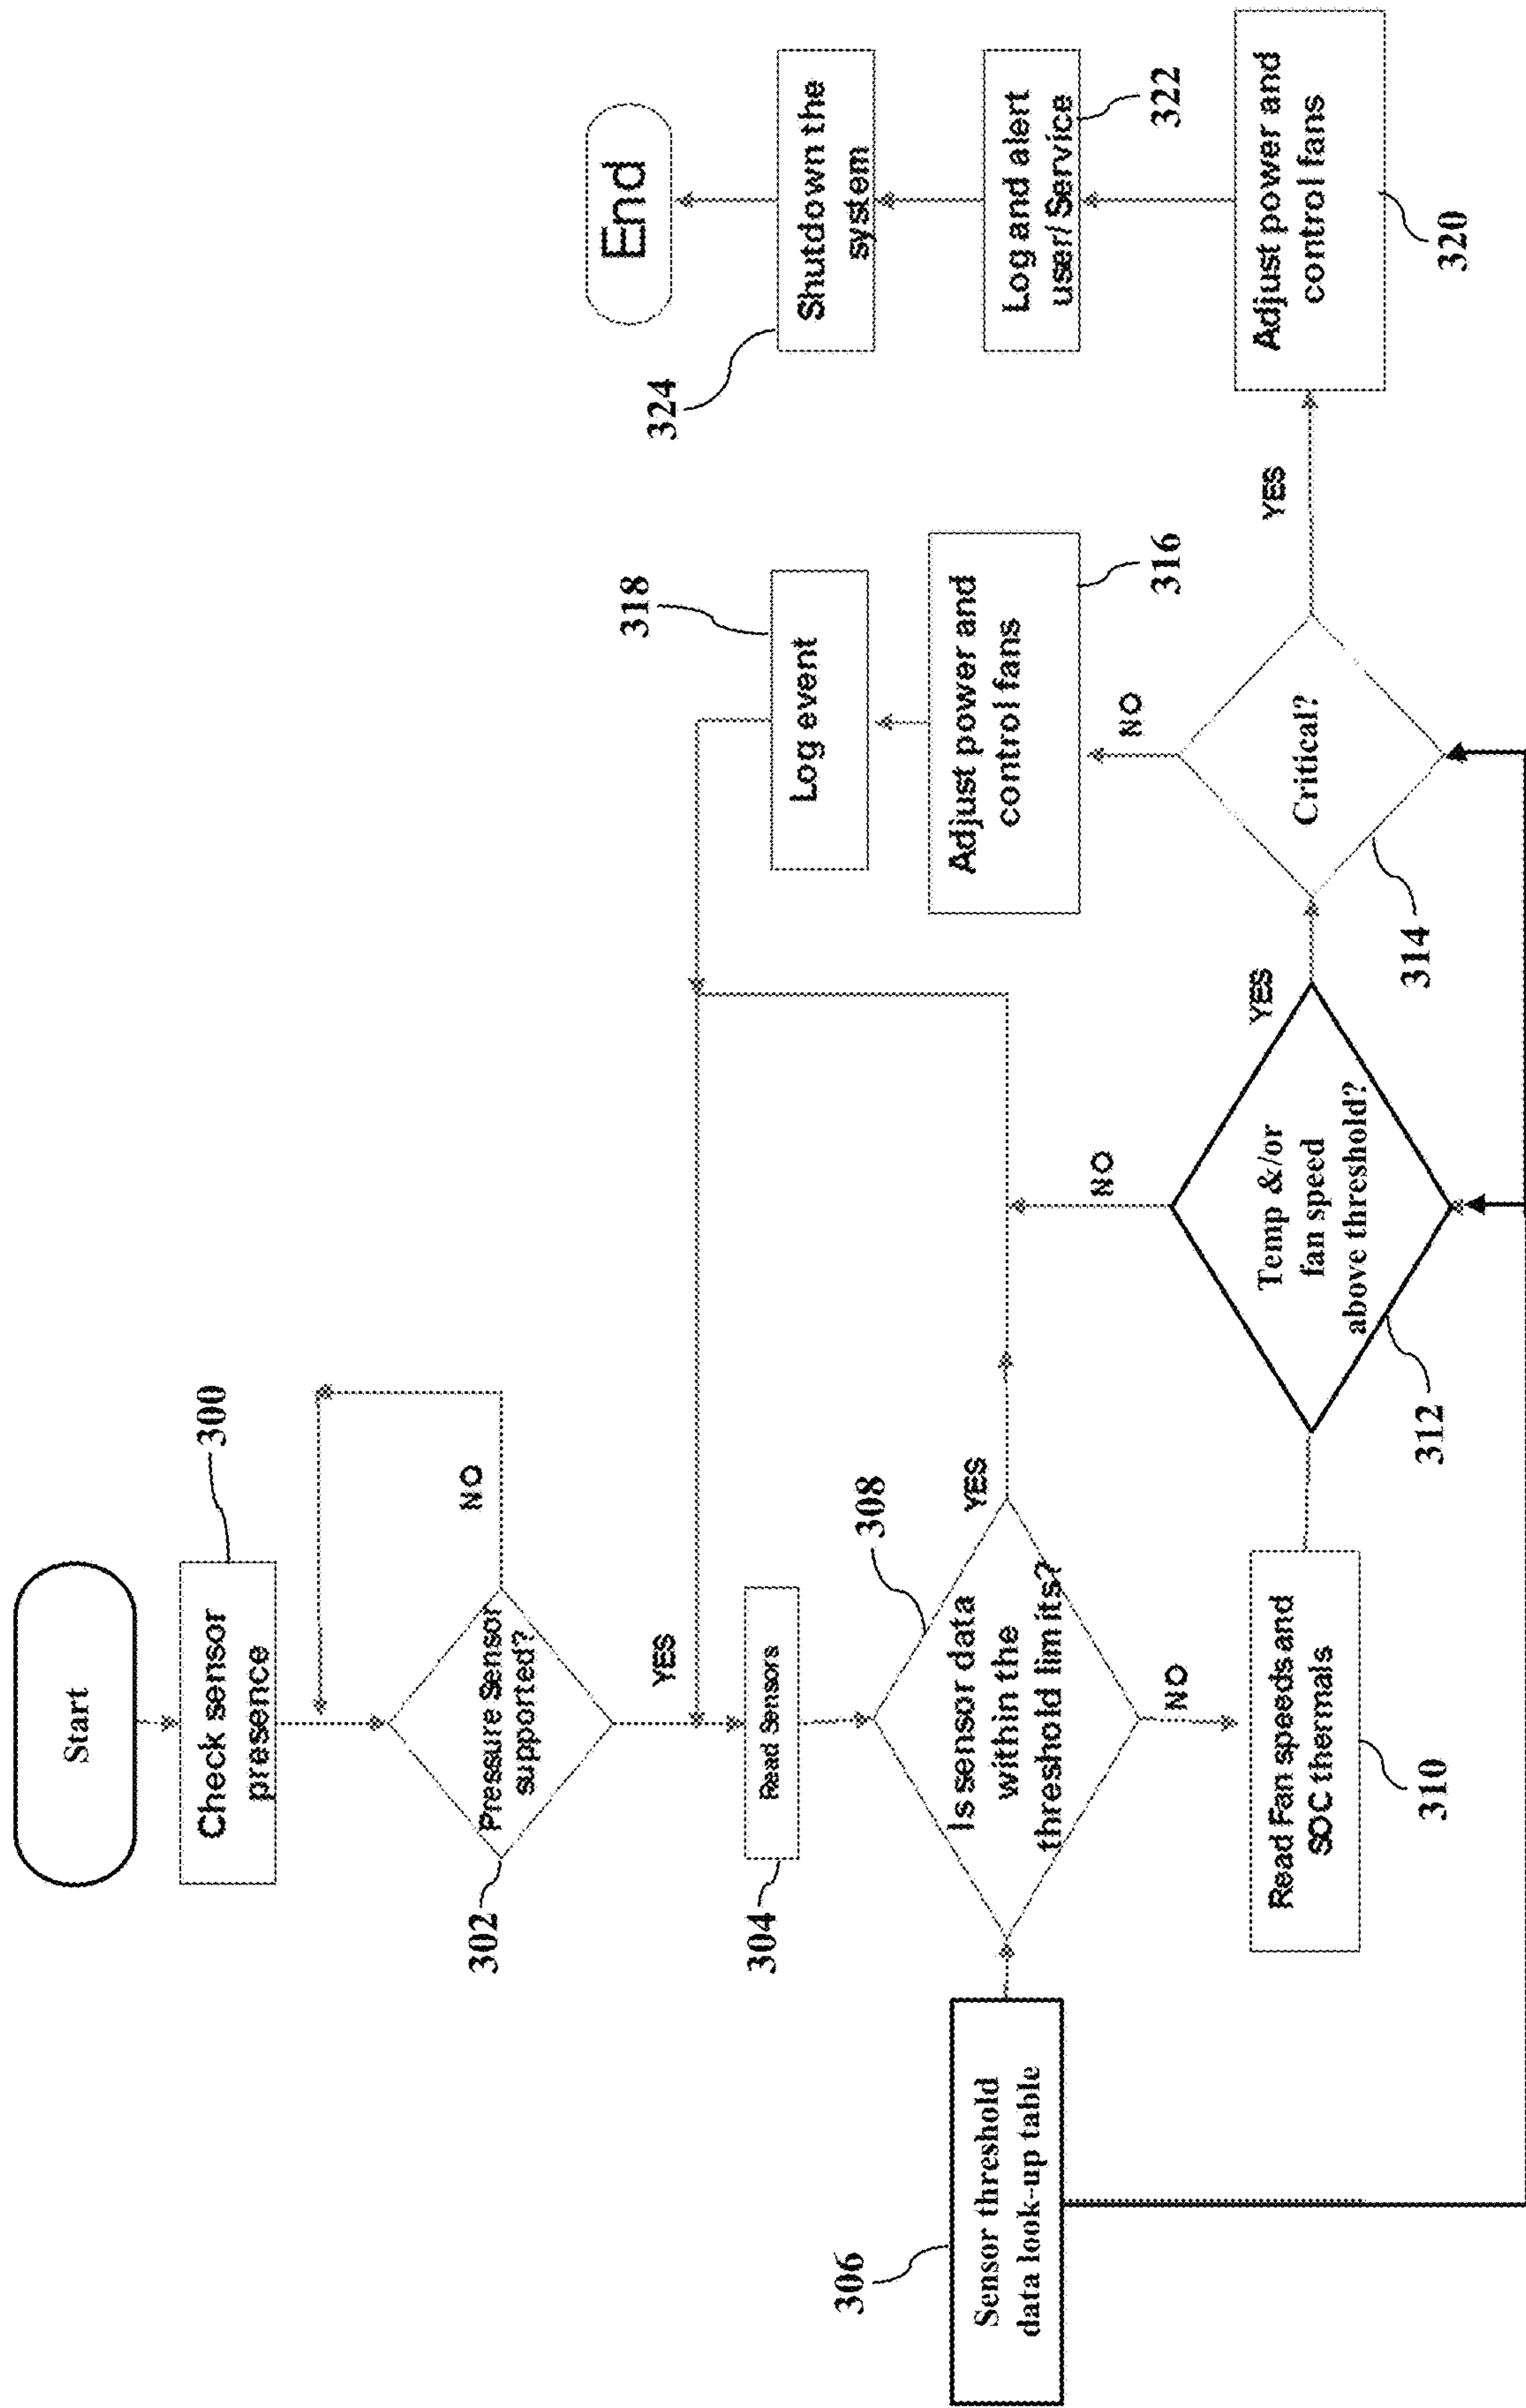 Start
Check sensor
presence
300
Pressure Sensor
supported?
302
NO
YES
Read Sensors
304
Sensor threshold
data look-up table
306
Is sensor data
within the
threshold limits?
308
YES
NO
Read Fan speeds and
SOC thermals
310
Temp &/or
fan speed
above threshold?
312
NO
YES
Critical?
314
NO
YES
Adjust power and
control fans
316
Log event
318
Adjust power and
control fans
320
Log and alert
user/Service
322
Shutdown the
system
324
End